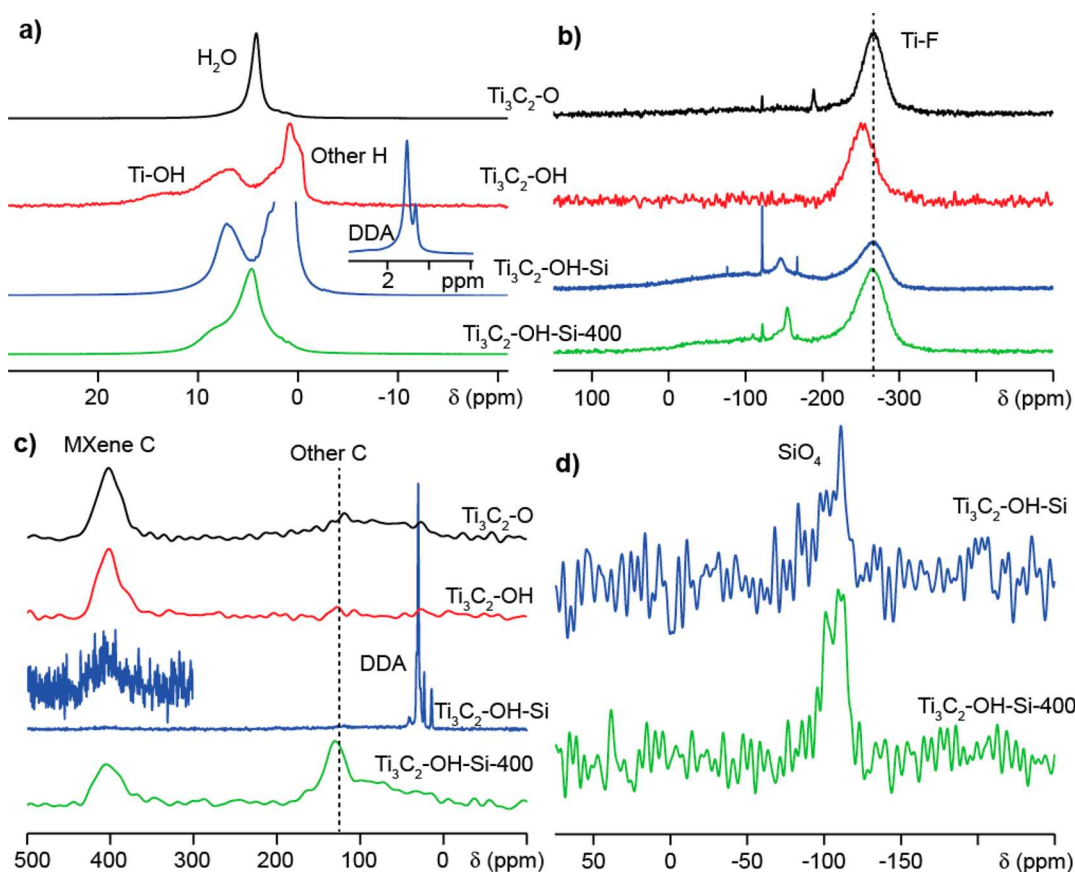 a)
H₂O
Ti₃C₂-O
Ti-OH
Other H
Ti₃C₂-OH
DDA
2
ppm
Ti₃C₂-OH-Si
Ti₃C₂-OH-Si-400
20
10
0
-10
δ (ppm)
b)
Ti-F
100
0
-100
-200
-300
δ (ppm)
c)
MXene C
Other C
Ti₃C₂-O
Ti₃C₂-OH
DDA
Ti₃C₂-OH-Si
Ti₃C₂-OH-Si-400
500
400
300
200
100
0
δ (ppm)
d)
SiO₄
Ti₃C₂-OH-Si
Ti₃C₂-OH-Si-400
50
0
-50
-100
-150
δ (ppm)